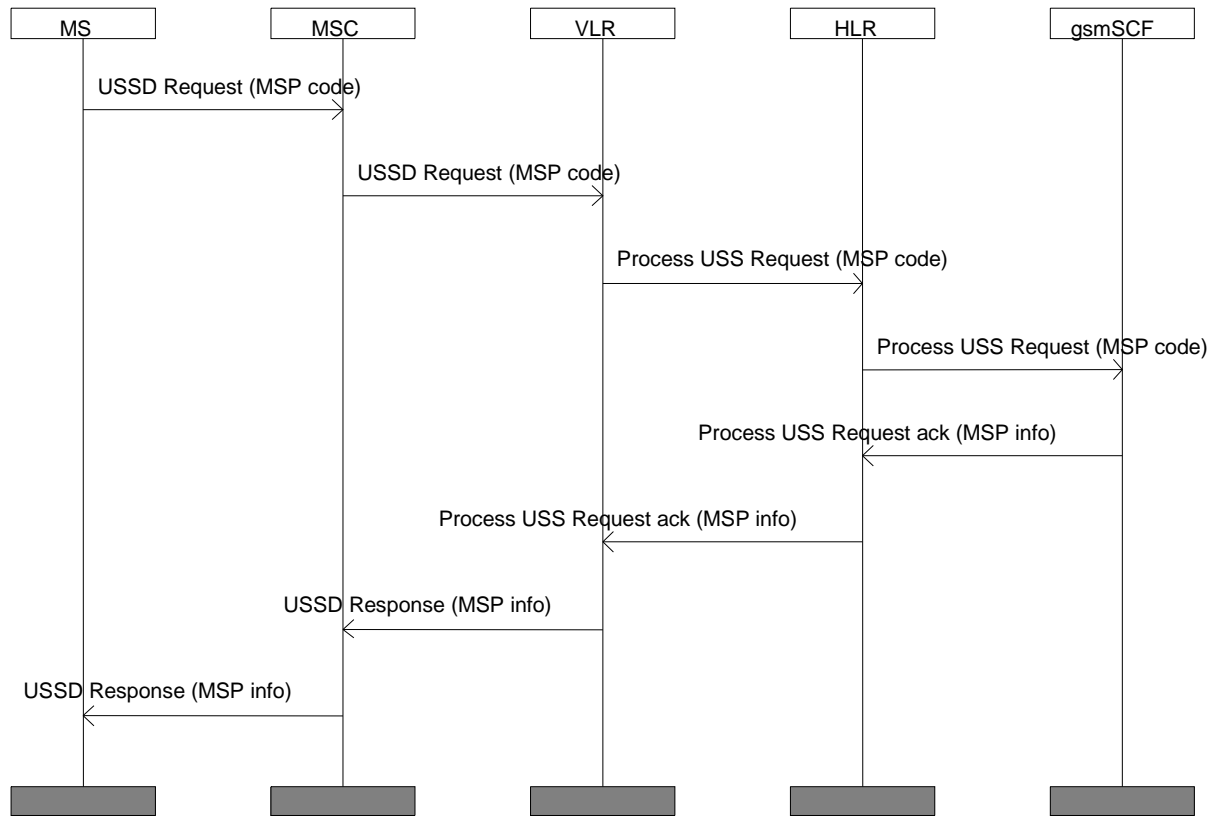 MS
MSC
VLR
HLR
gsmSCF
USSD Request (MSP code)
USSD Request (MSP code)
Process USS Request (MSP code)
Process USS Request (MSP code)
Process USS Request ack (MSP info)
Process USS Request ack (MSP info)
USSD Response (MSP info)
USSD Response (MSP info)